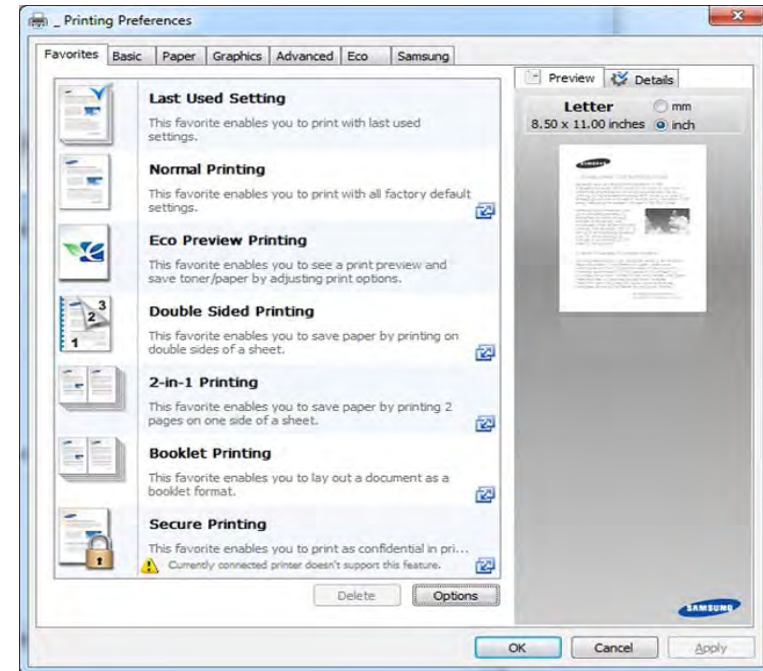 _ Printing Preferences
Favorites Basic Paper Graphics Advanced Eco Samsung
Last Used Setting
This favorite enables you to print with last used
settings.
Normal Printing
This favorite enables you to print with all factory default
settings.
Eco Preview Printing
This favorite enables you to see a print preview and
save toner/paper by adjusting print options.
3
2
1
Double Sided Printing
This favorite enables you to save paper by printing on
double sides of a sheet.
2-in-1 Printing
This favorite enables you to save paper by printing 2
pages on one side of a sheet.
Booklet Printing
This favorite enables you to lay out a document as a
booklet format.
Secure Printing
This favorite enables you to print as confidential in pri...
Currently connected printer doesn't support this feature.
Delete Options
Preview Details
Letter mm
8.50 x 11.00 inches inch
SAMSUNG
SAMSUNG
OK Cancel Apply